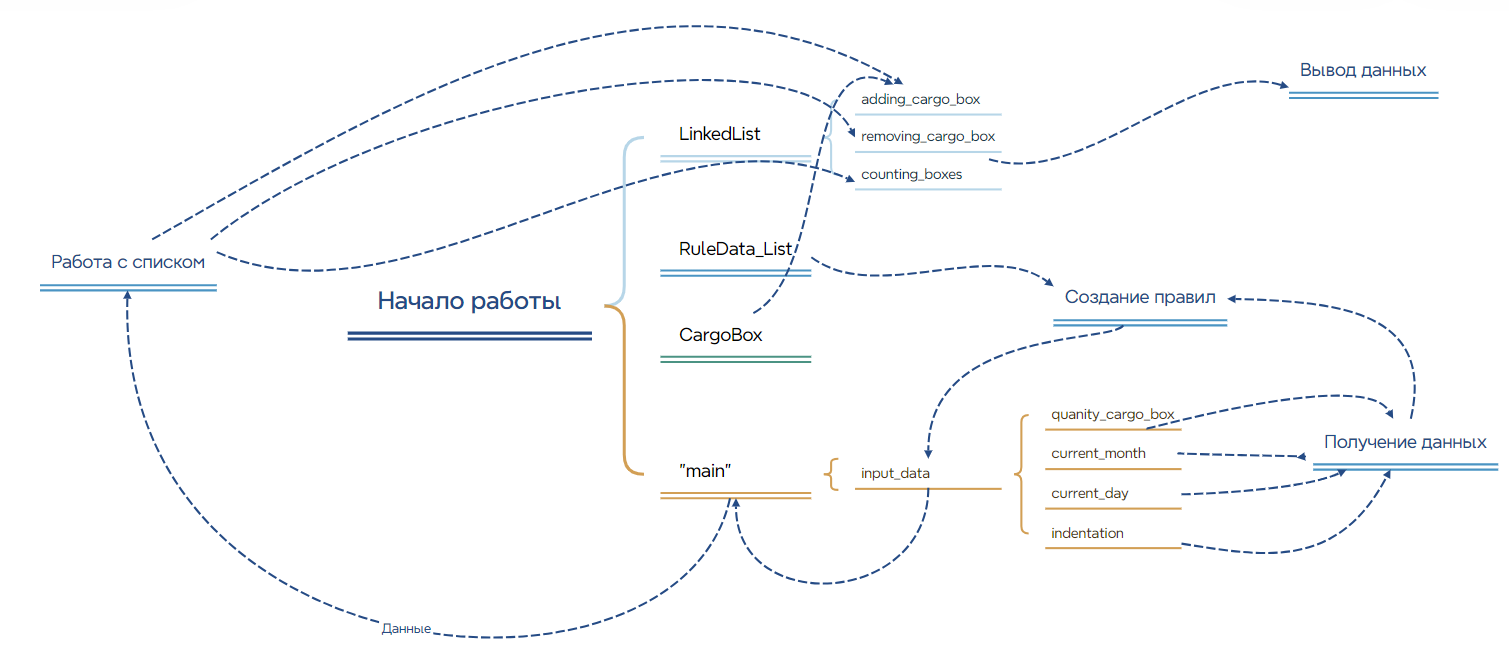 Вывод данных
adding_cargo_box
LinkedList
removing_cargo_box
counting_boxes
RuleData_List
Работа с списком
Начало работы
Создание правил
CargoBox
quanity_cargo_box
Получение данных
current_month
"main"
input_data
current_day
indentation
Данные